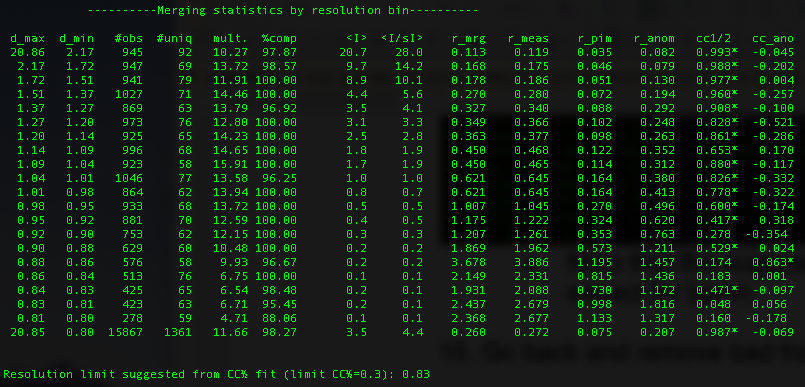 ----------Merging statistics by resolution bin----------
d_max d_min #obs #uniq mult. %comp <I> <I/sI> r_mrg r_meas r_pim r_anom cc1/2 cc_ano
20.86 2.17 945 92 10.27 97.87 20.7 28.0 0.113 0.119 0.035 0.082 0.993* -0.045
2.17 1.72 947 69 13.72 98.57 9.7 14.2 0.168 0.175 0.046 0.079 0.988* -0.202
1.72 1.51 941 79 11.91 100.00 8.9 10.1 0.178 0.186 0.051 0.130 0.977* 0.004
1.51 1.37 1027 71 14.46 100.00 4.4 5.6 0.270 0.280 0.072 0.194 0.960* -0.257
1.37 1.27 869 63 13.79 96.92 3.5 4.1 0.327 0.340 0.088 0.292 0.908* -0.100
1.27 1.20 973 76 12.80 100.00 3.1 3.3 0.349 0.366 0.102 0.248 0.828* -0.521
1.20 1.14 925 65 14.23 100.00 2.5 2.8 0.363 0.377 0.098 0.263 0.861* -0.286
1.14 1.09 996 68 14.65 100.00 1.8 1.9 0.450 0.468 0.122 0.352 0.653* 0.170
1.09 1.04 923 58 15.91 100.00 1.7 1.9 0.450 0.465 0.114 0.312 0.880* -0.117
1.04 1.01 1046 77 13.58 96.25 1.0 1.0 0.621 0.645 0.164 0.380 0.826* -0.332
1.01 0.98 864 62 13.94 100.00 0.8 0.7 0.621 0.645 0.164 0.413 0.778* -0.322
0.98 0.95 933 68 13.72 100.00 0.5 0.5 1.007 1.045 0.270 0.496 0.600* -0.174
0.95 0.92 881 70 12.59 100.00 0.4 0.5 1.175 1.222 0.324 0.620 0.417* 0.318
0.92 0.90 753 62 12.15 100.00 0.3 0.3 1.207 1.261 0.353 0.763 0.278 -0.354
0.90 0.88 629 60 10.48 100.00 0.2 0.2 1.869 1.962 0.573 1.211 0.529* 0.024
0.88 0.86 576 58 9.93 96.67 0.2 0.2 3.678 3.886 1.195 1.457 0.174 0.863*
0.86 0.84 513 76 6.75 100.00 0.1 0.1 2.149 2.331 0.815 1.436 0.183 0.001
0.84 0.83 425 65 6.54 98.48 0.2 0.1 1.931 2.088 0.730 1.172 0.471* -0.097
0.83 0.81 423 63 6.71 95.45 0.2 0.1 2.437 2.679 0.998 1.816 0.048 0.056
0.81 0.80 278 59 4.71 88.06 0.1 0.1 2.368 2.677 1.133 1.317 0.160 -0.178
20.85 0.80 15867 1361 11.66 98.27 3.5 4.4 0.260 0.272 0.075 0.207 0.987* -0.069
Resolution limit suggested from CC½ fit (limit CC½=0.3): 0.83